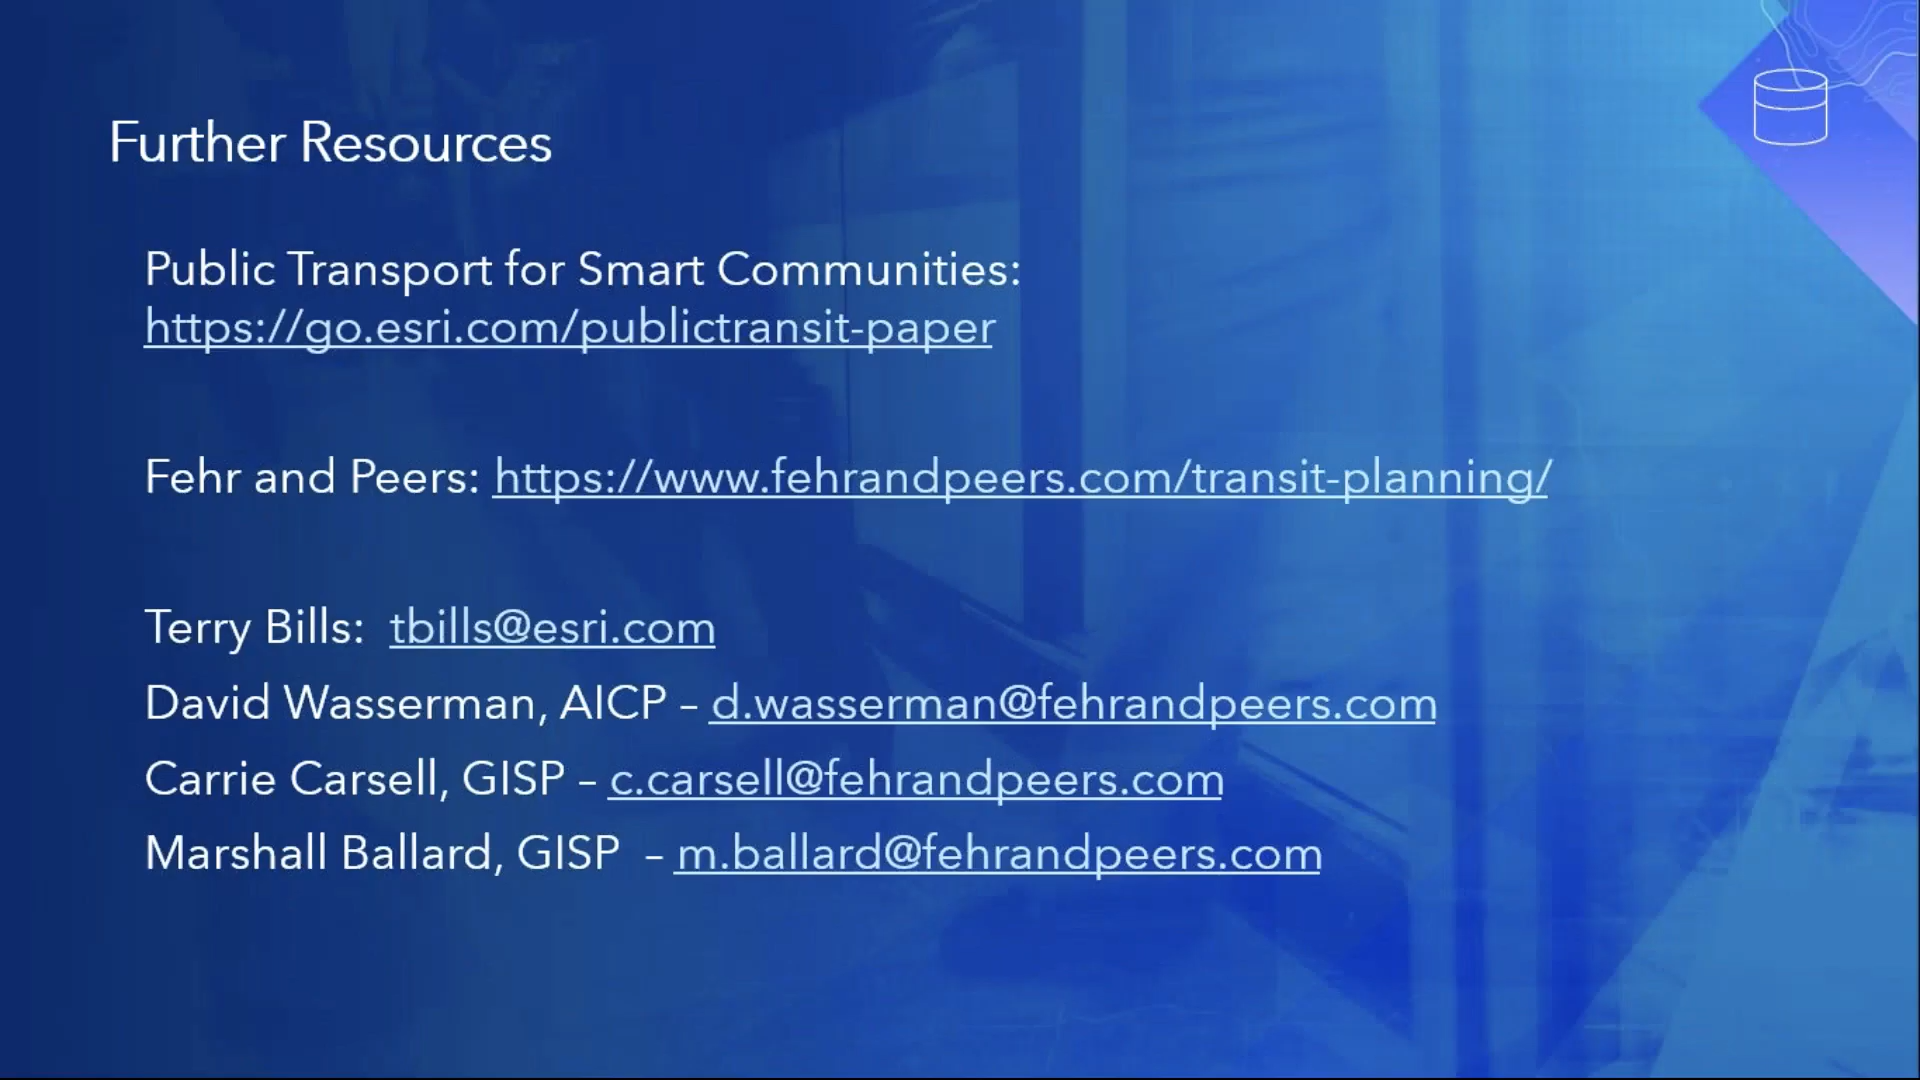 Further Resources
Public Transport for Smart Communities:
https://go.esri.com/publictransit-paper
Fehr and Peers: https://www.fehrandpeers.com/transit-planning/
Terry Bills: tbills@esri.com
David Wasserman, AICP – d.wasserman@fehrandpeers.com
Carrie Carsell, GISP – c.carsell@fehrandpeers.com
Marshall Ballard, GISP – m.ballard@fehrandpeers.com